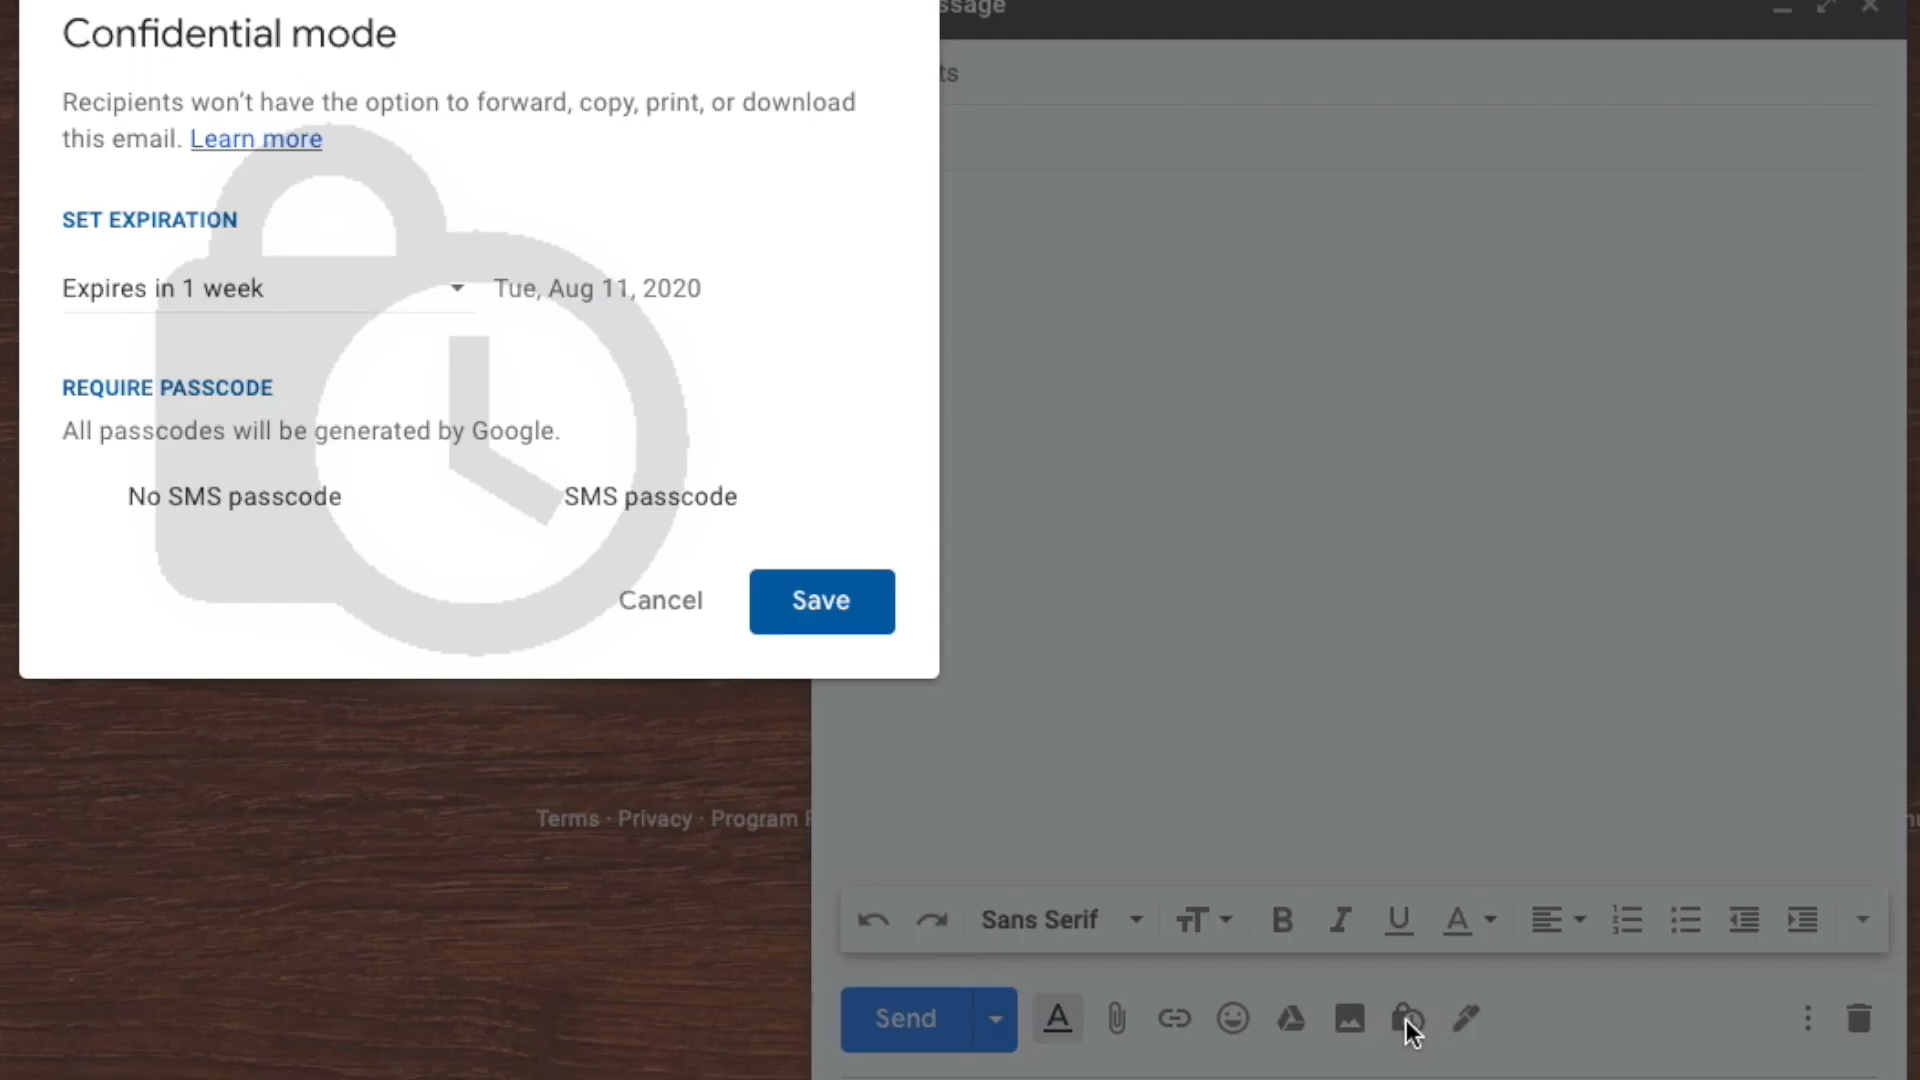 Confidential mode
Recipients won't have the option to forward, copy, print, or download
this email. Learn more
SET EXPIRATION
Expires in 1 week
Tue, Aug 11, 2020
REQUIRE PASSCODE
All passcodes will be generated by Google.
No SMS passcode
SMS passcode
Cancel
Save
Terms · Privacy · Program
Sans Serif
Send